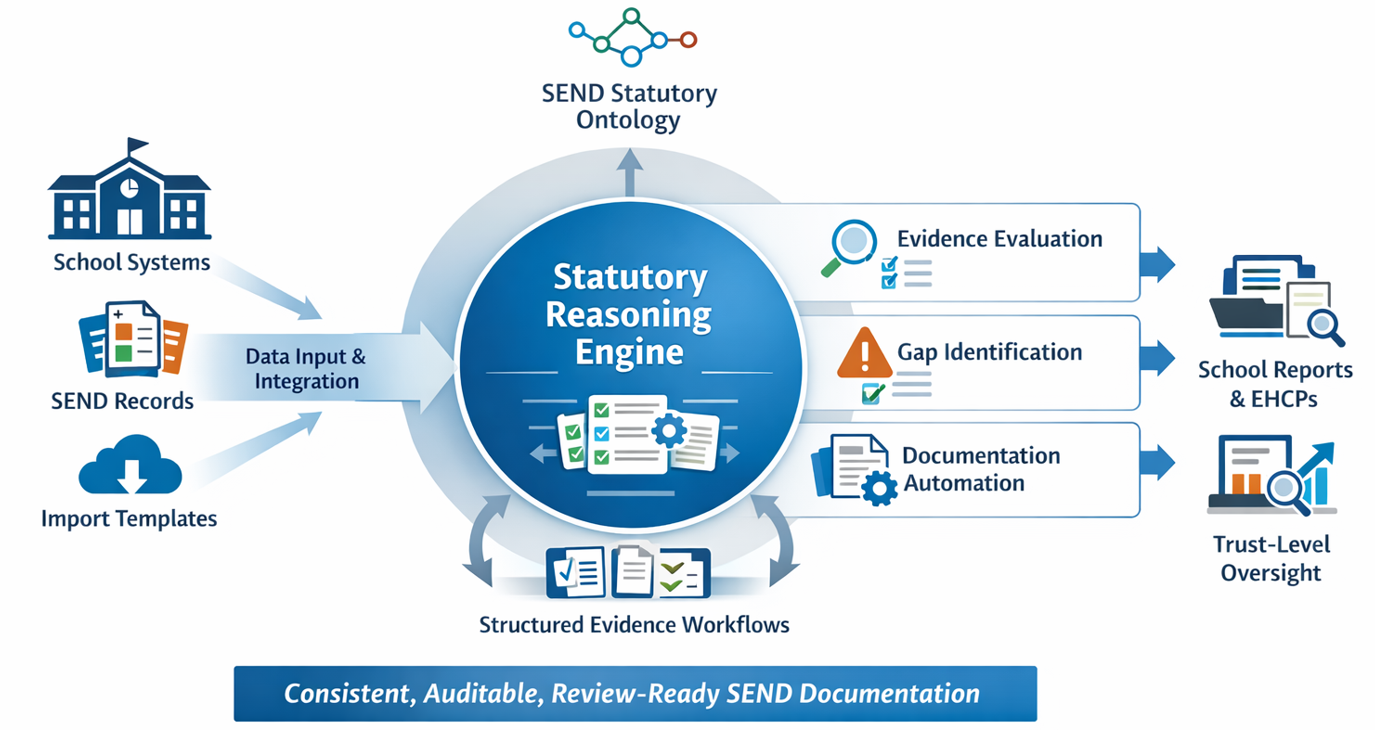 SEND Statutory
Ontology
School Systems
SEND Records
Import Templates
Data Input &
Integration
Statutory
Reasoning
Engine
Structured Evidence Workflows
Evidence Evaluation
Gap Identification
Documentation
Automation
School Reports
& EHCPs
Trust-Level
Oversight
Consistent, Auditable, Review-Ready SEND Documentation